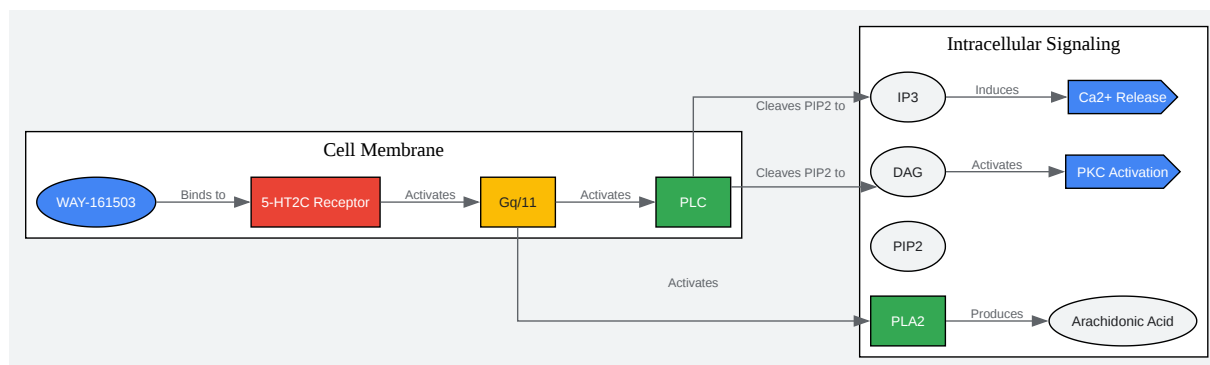 Intracellular Signaling
IP3
Induces
Ca2+ Release
Cleaves PIP2 to
Cell Membrane
DAG
Activates
PKC Activation
Cleaves PIP2 to
WAY-161503
Binds to
5-HT2C Receptor
Activates
Gq/11
Activates
PLC
PIP2
Activates
PLA2
Produces
Arachidonic Acid